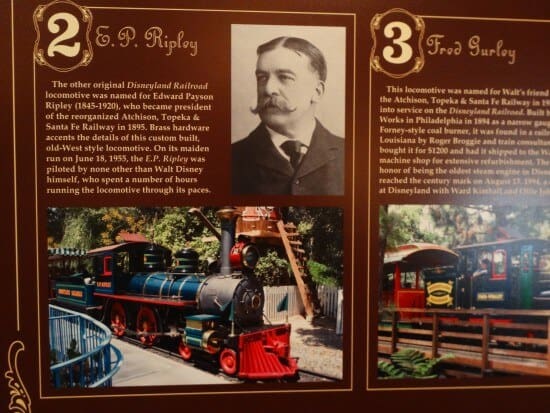 2
E. P. Ripley
The other original Disneyland Railroad
locomotive was named for Edward Payson
Ripley (1845-1920), who became president
of the reorganized Atchison, Topeka &
Santa Fe Railway in 1895. Brass hardware
accents the details of this custom built,
old-West style locomotive. On its maiden
run on June 18, 1955, the E.P. Ripley was
piloted by none other than Walt Disney
himself, who spent a number of hours
running the locomotive through its paces.
3
Fred Gurley
This locomotive was named for Walt's friend
the Atchison, Topeka & Santa Fe Railway in
into service on the Disneyland Railroad. Built
Works in Philadelphia in 1894 as a narrow
Forney-style coal burner, it was found in a
Louisiana by Roger Broggie and train
bought it for $1200 and had it shipped to the
machine shop for extensive refurbishment. The
honor of being the oldest steam engine in
reached the century mark on August 15, 1994, a
at Disneyland with Ward Kimball and Ollie